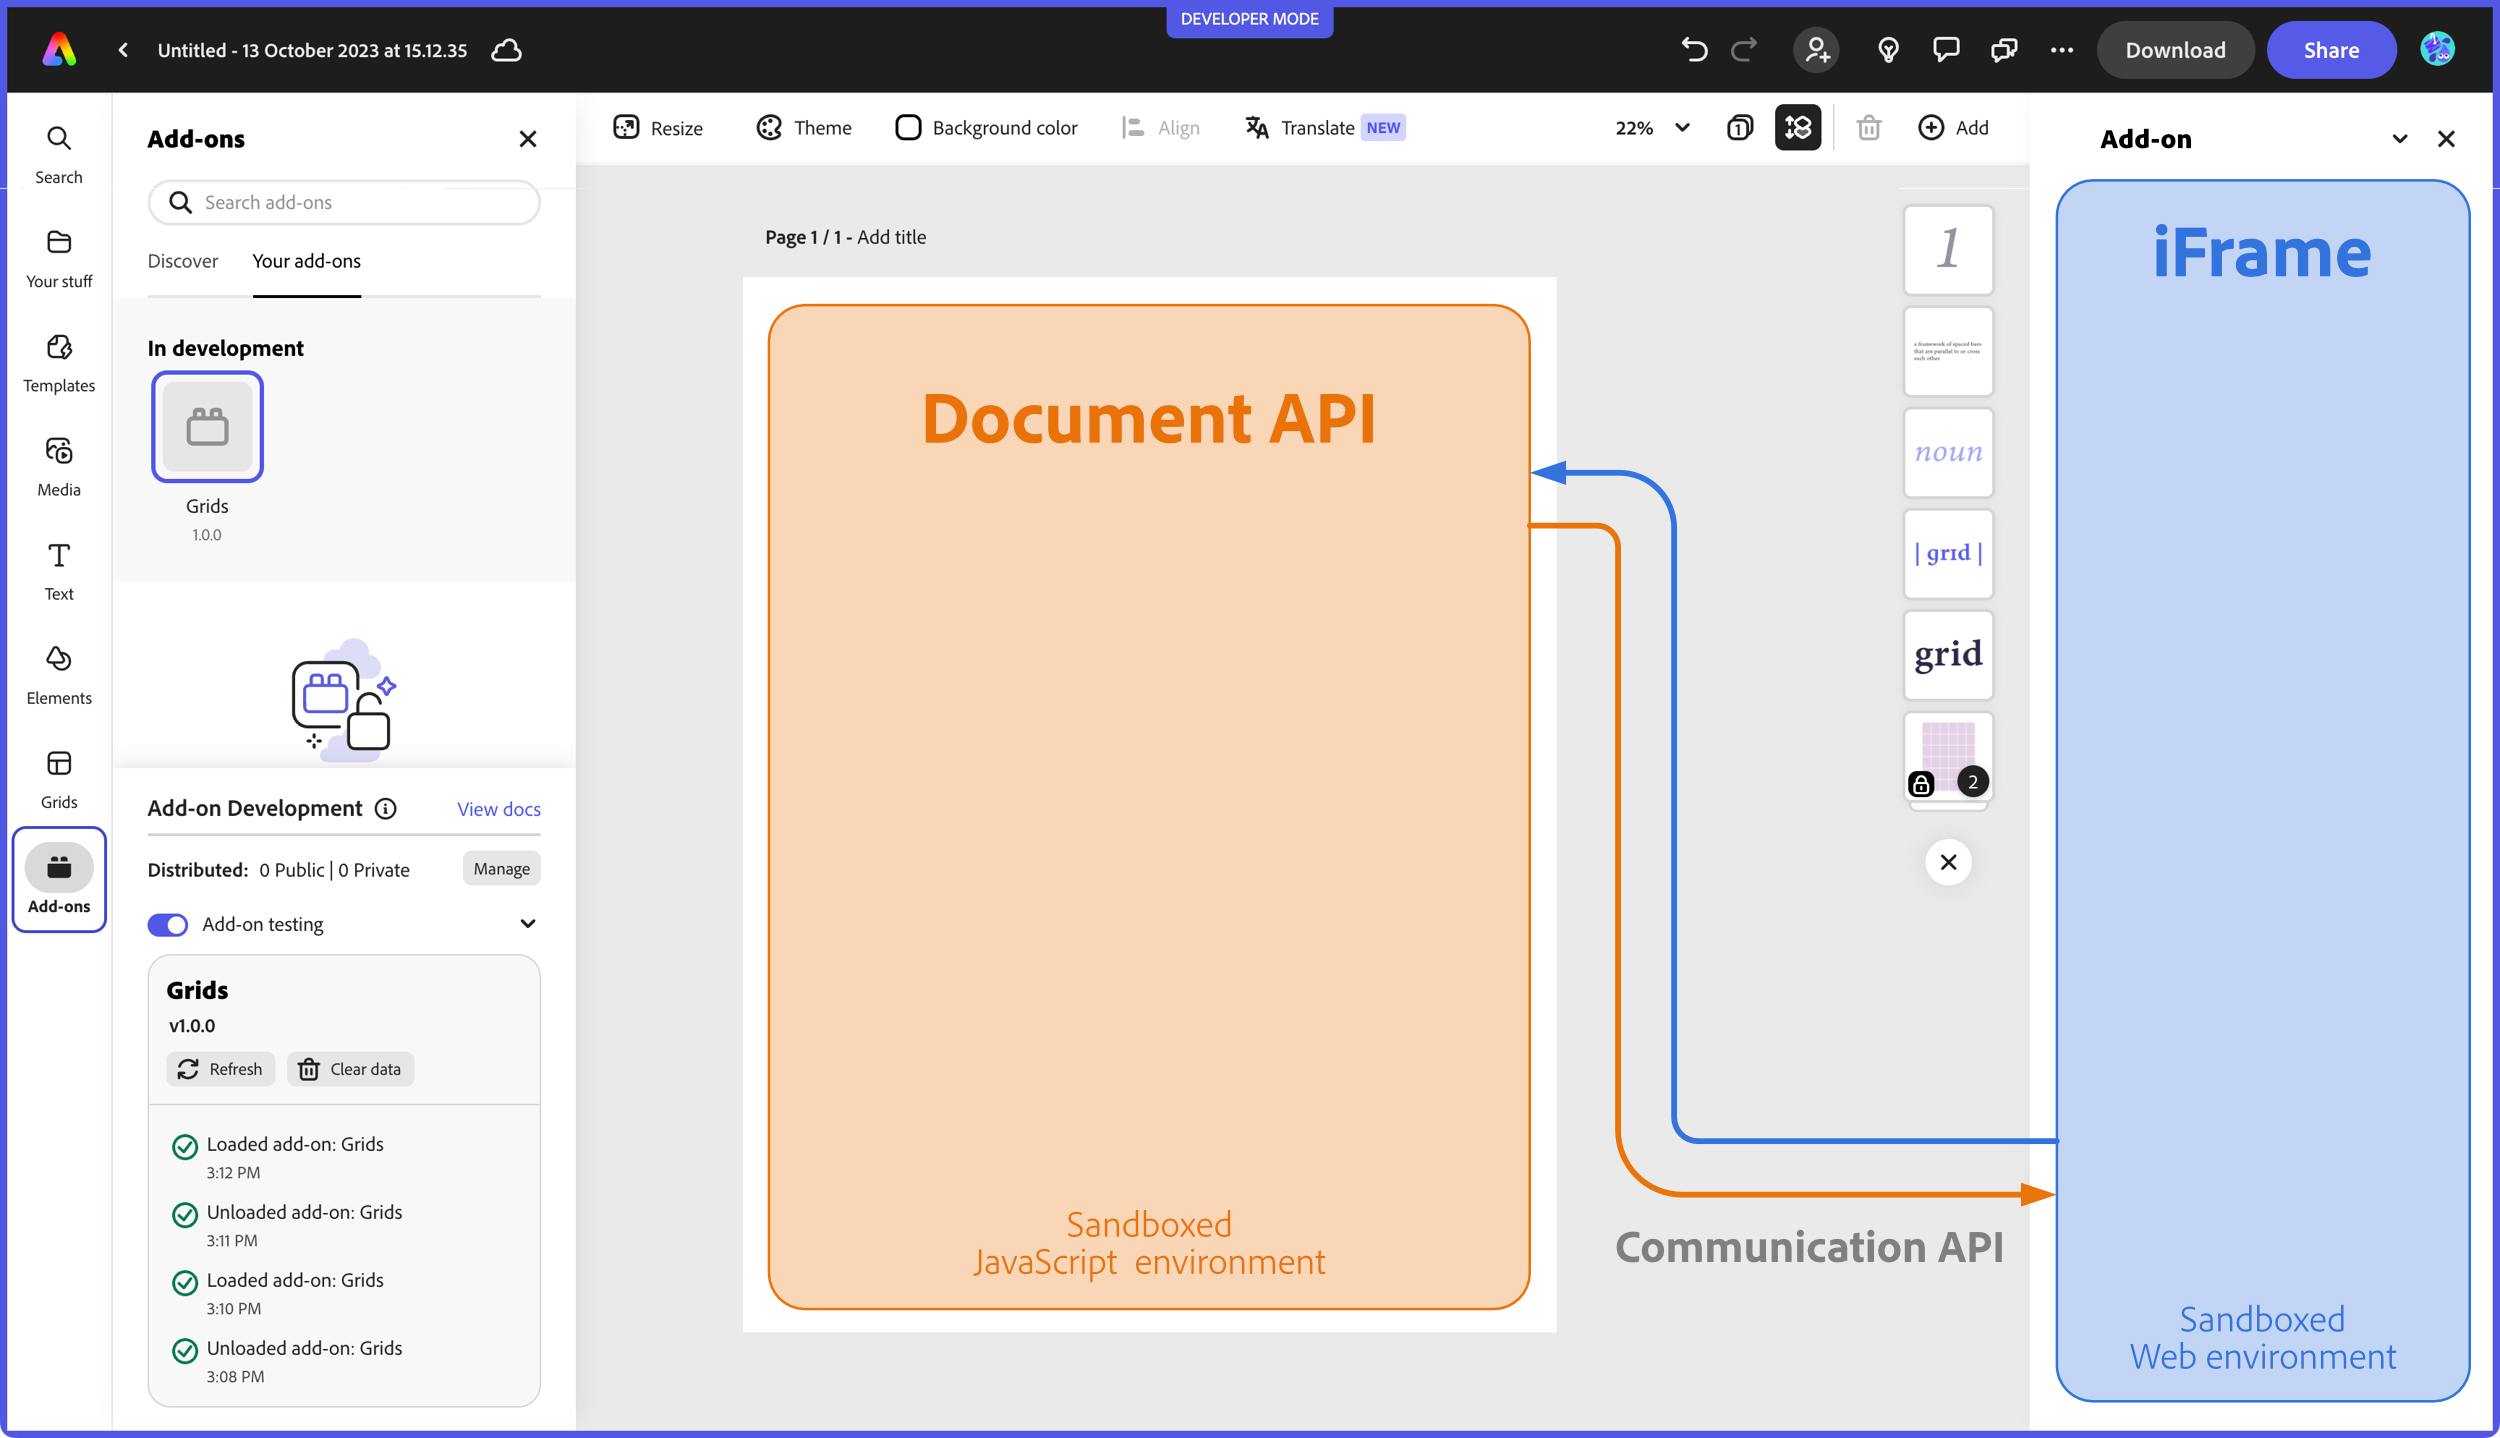 DEVELOPER MODE
Untitled - 13 October 2023 at 15.12.35
Download
Share
Search
Your stuff
Templates
Media
Text
Elements
Grids
Add-ons
Add-ons
Search add-ons
Discover
Your add-ons
In development
Grids
1.0.0
Add-on Development
View docs
Distributed: 0 Public | 0 Private
Manage
Add-on testing
Grids
v1.0.0
Refresh
Clear data
Loaded add-on: Grids
3:12 PM
Unloaded add-on: Grids
3:11 PM
Loaded add-on: Grids
3:10 PM
Unloaded add-on: Grids
3:08 PM
Resize
Theme
Background color
Align
Translate NEW
22%
1
Add
Page 1 / 1 - Add title
Document API
Sandboxed
JavaScript environment
1
a framework of spaced bars
that are parallel to or cross
each other
noun
| grɪd |
grid
2
Communication API
Add-on
iFrame
Sandboxed
Web environment